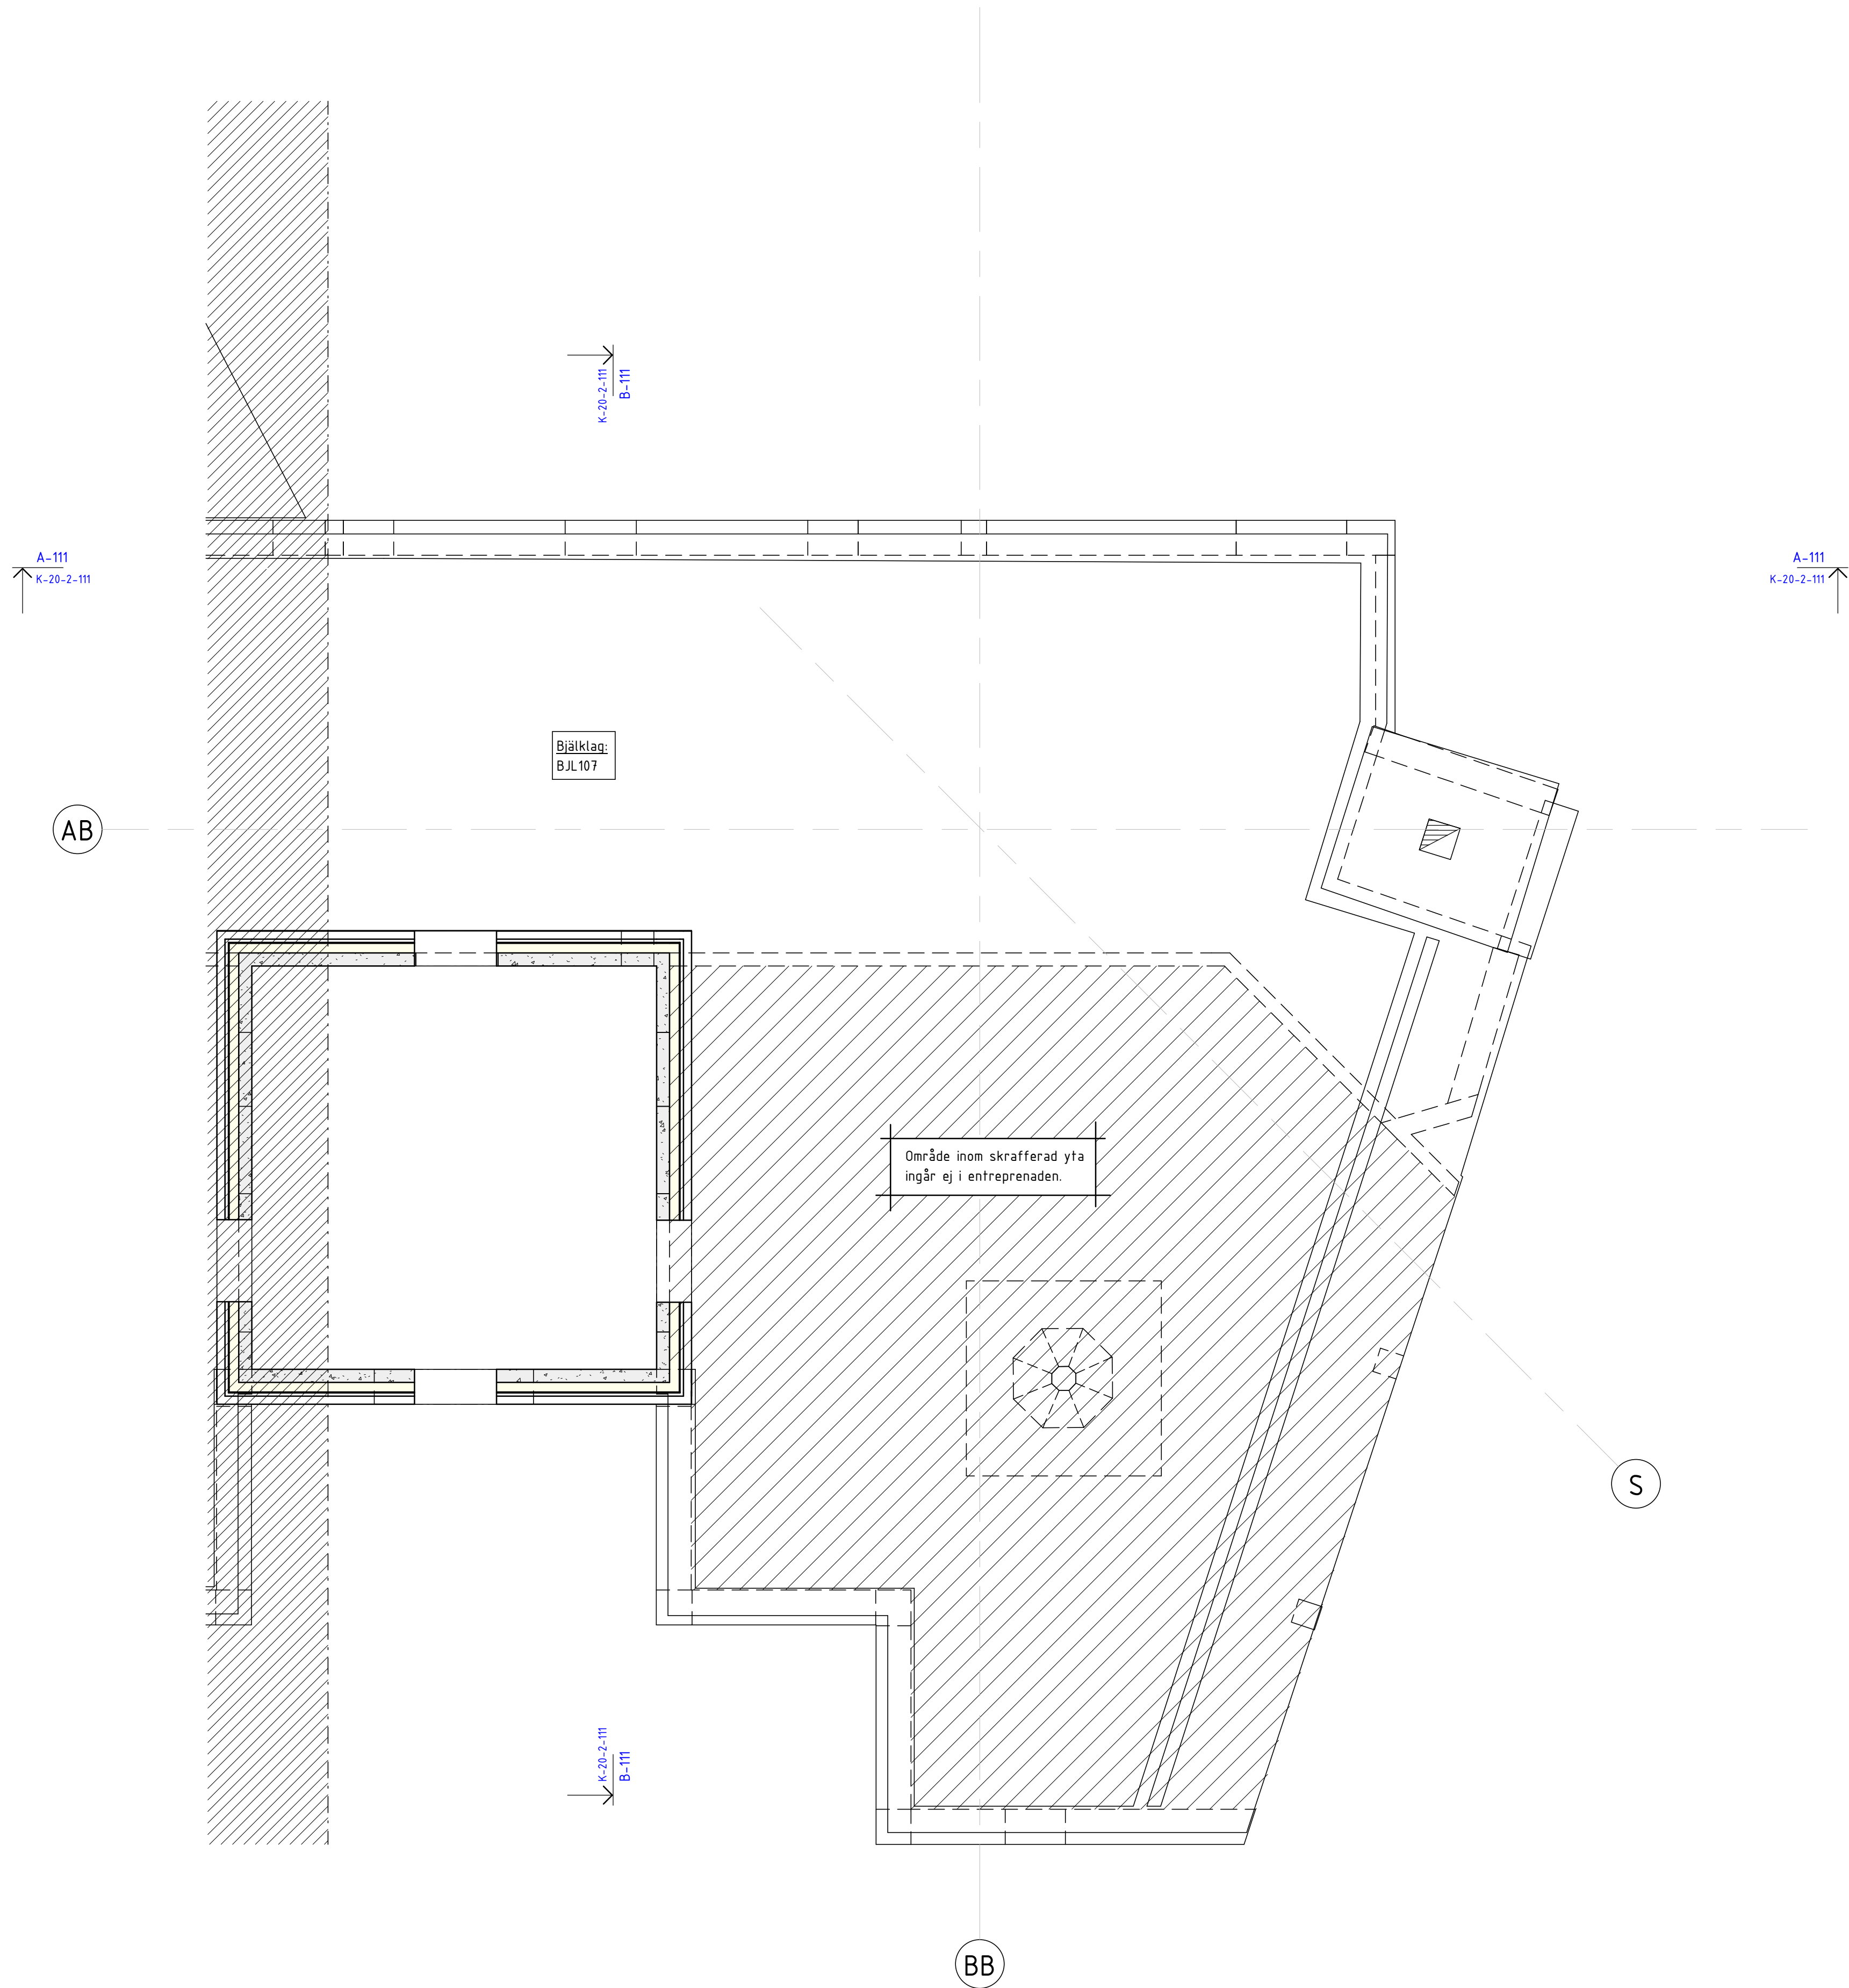 K-20-2-111
B-111
A-111
K-20-2-111
A-111
K-20-2-111
Bjälklag:
BJL107
AB
Område inom skrafferad yta
ingår ej i entreprenaden.
S
K-20-2-111
B-111
BB